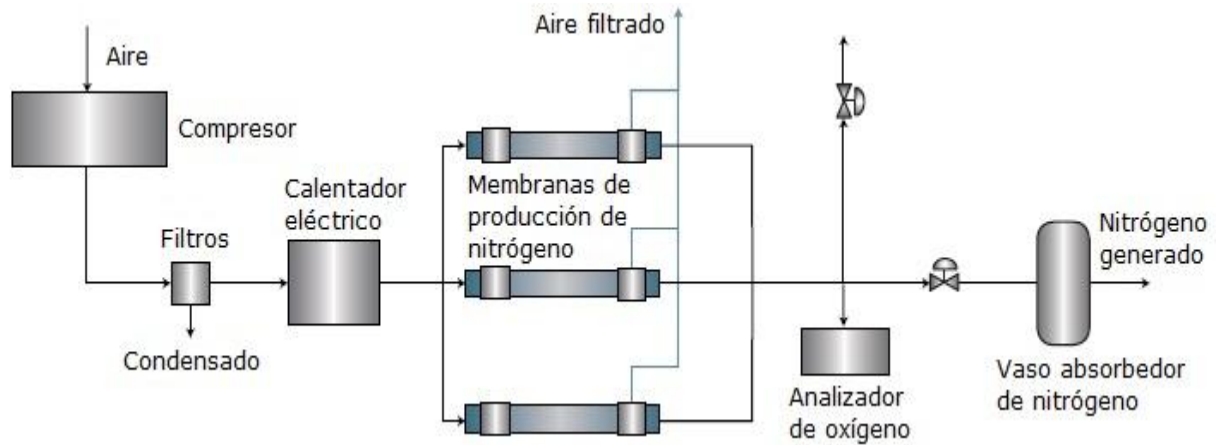 Aire filtrado
Aire
Compresor
Calentador
eléctrico
Filtros
Condensado
Membranas de
producción de
nitrógeno
Nitrógeno
generado
Analizador
de oxígeno
Vaso absorbedor
de nitrógeno